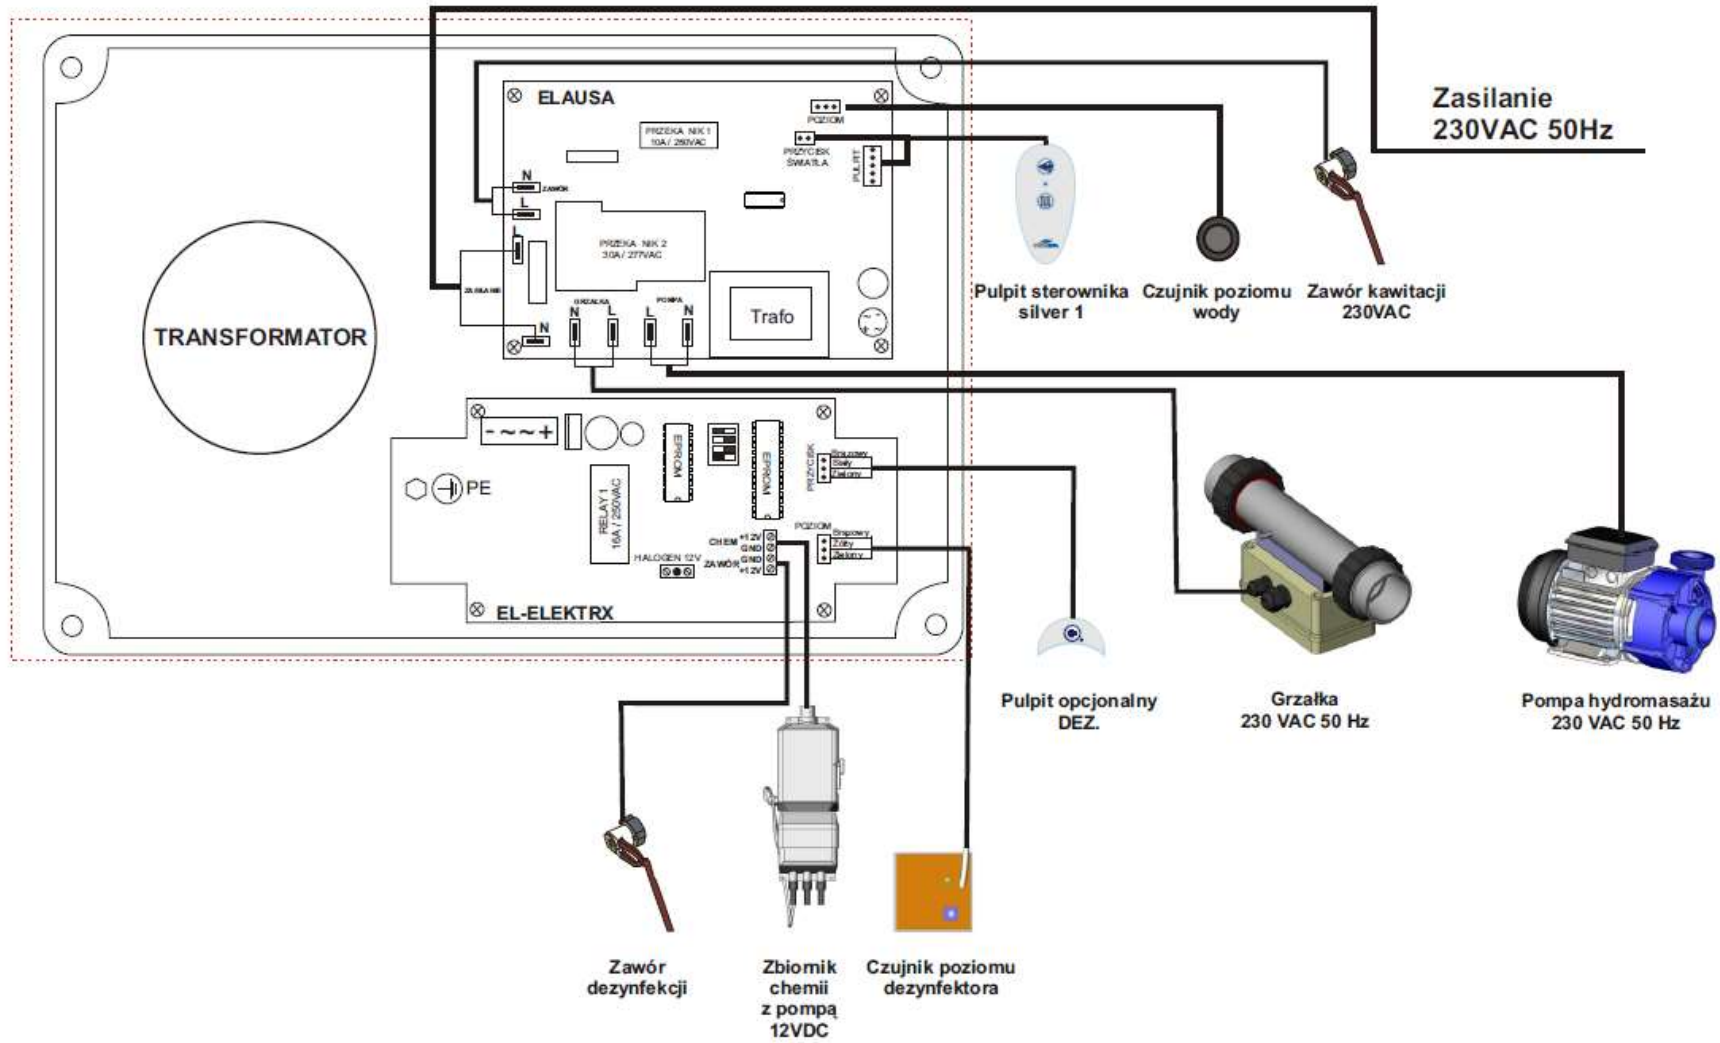 Zasilanie
230VAC 50Hz
ELAUSA
POZIOM
PRZEKA NIK 1
10A / 250VAC
PRZYCISK
ŚWIATŁA
PULPIT
N
ZAWÓR
L
L
PRZEKA NIK 2
30A / 277VAC
ZASILANIE
N
GRZAŁKA
N L
POMPA
L N
Trafo
TRANSFORMATOR
Pulpit sterownika
silver 1
Czujnik poziomu
wody
Zawór kawitacji
230VAC
- ~ ~ +
EPROM
EPROM
PRZYCISK
Brązowy
Biały
Zielony
PE
RELAY 1
16A / 250VAC
POZIOM
Brązowy
Żółty
Zielony
HALOGEN 12V
CHEM +12V
GND
ZAWÓR GND
+12V
EL-ELEKTRX
Pulpit opcjonalny
DEZ.
Grzałka
230 VAC 50 Hz
Pompa hydromasażu
230 VAC 50 Hz
Zawór
dezynfekcji
Zbiornik
chemii
z pompą
12VDC
Czujnik poziomu
dezynfektora